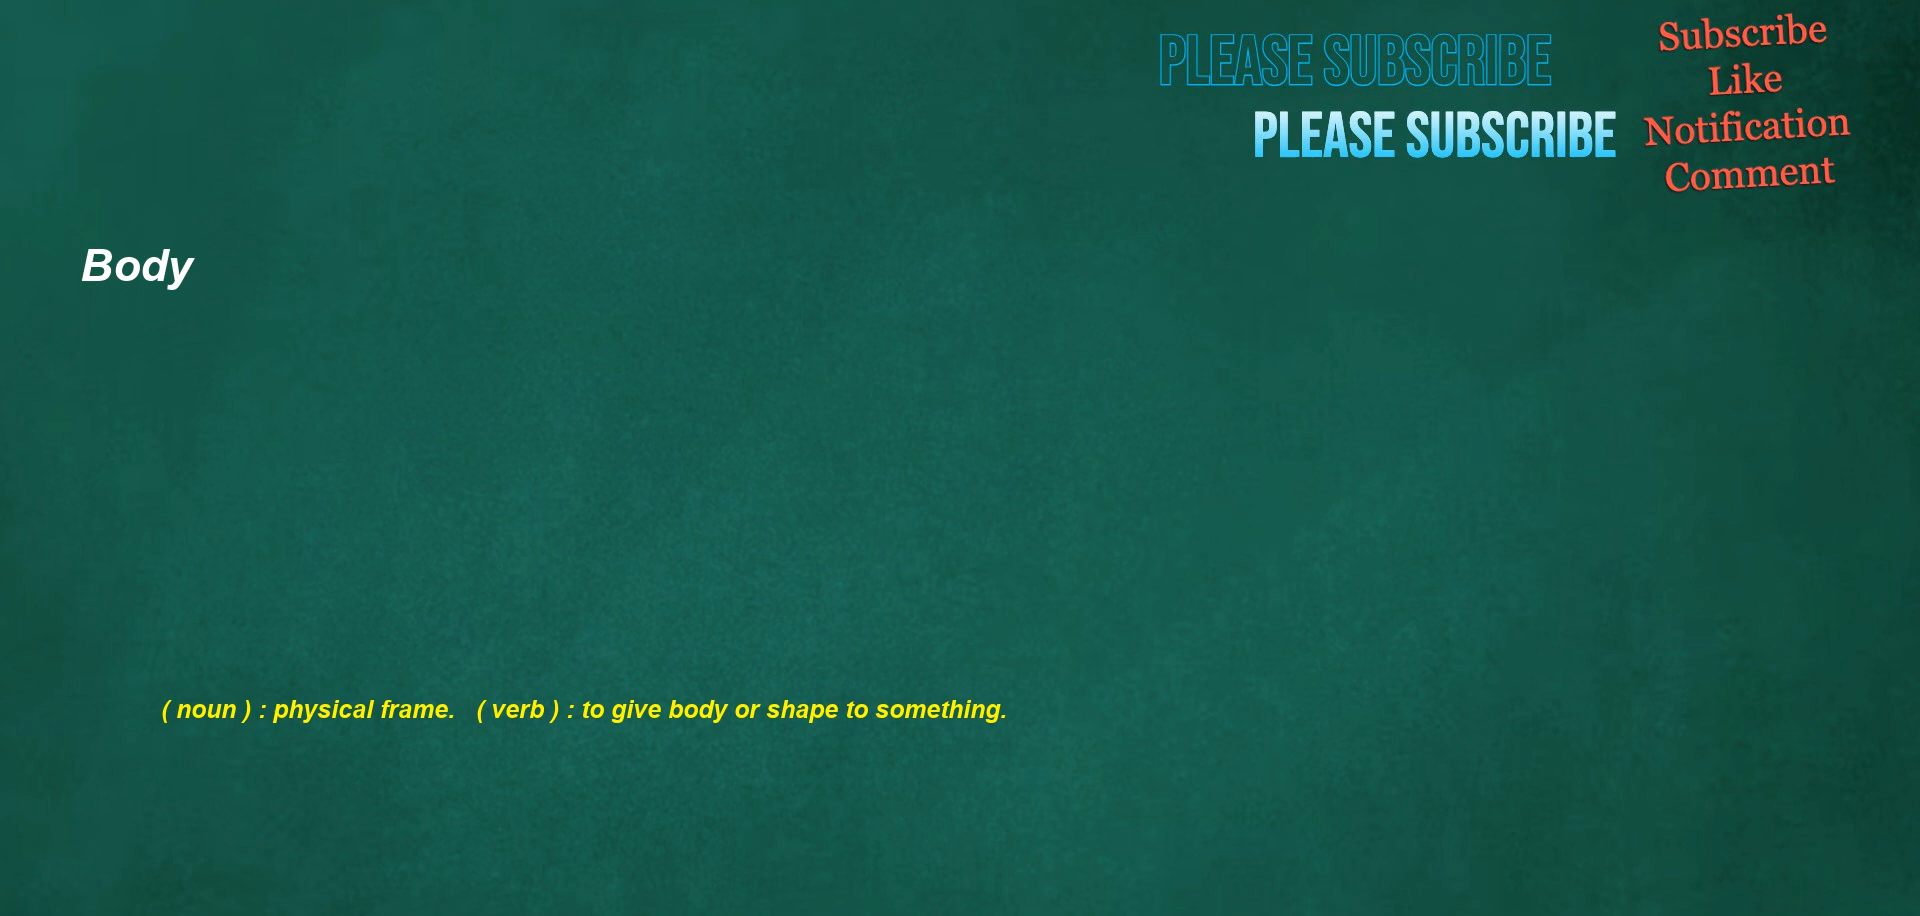 PLEASE SUBSCRIBE
PLEASE SUBSCRIBE
Subscribe
Like
Notification
Comment
Body
( noun ) : physical frame.   ( verb ) : to give body or shape to something.